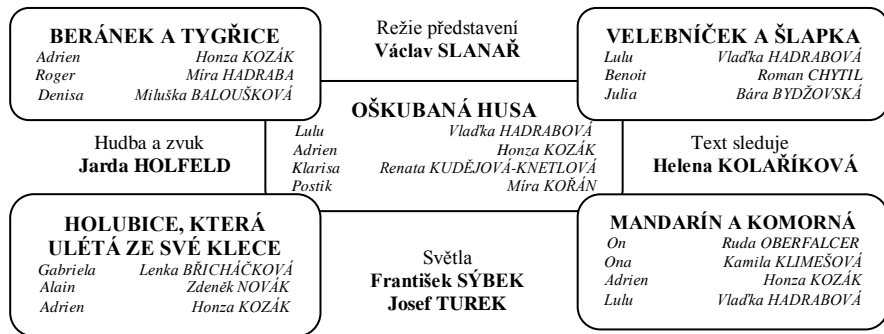 BERÁNEK A TYGŘICE
Adrien Honza KOZÁK
Roger Míra HADRABA
Denisa Miluška BALOUŠKOVÁ
Režie představení
Václav SLANAŘ
VELEBNÍČEK A ŠLAPKA
Lulu Vlaďka HADRABOVÁ
Benoit Roman CHYTIL
Julia Bára BYDŽOVSKÁ
OŠKUBANÁ HUSA
Lulu Vlaďka HADRABOVÁ
Adrien Honza KOZÁK
Klarisa Renata KUDĚJOVÁ-KNETLOVÁ
Postik Míra KOŘÁN
Hudba a zvuk
Jarda HOLFELD
Text sleduje
Helena KOLAŘÍKOVÁ
HOLUBICE, KTERÁ
ULÉTÁ ZE SVÉ KLECE
Gabriela Lenka BŘICHÁČKOVÁ
Alain Zdeněk NOVÁK
Adrien Honza KOZÁK
Světla
František SÝBEK
Josef TUREK
MANDARÍN A KOMORNÁ
On Ruda OBERFALCER
Ona Kamila KLIMEŠOVÁ
Adrien Honza KOZÁK
Lulu Vlaďka HADRABOVÁ